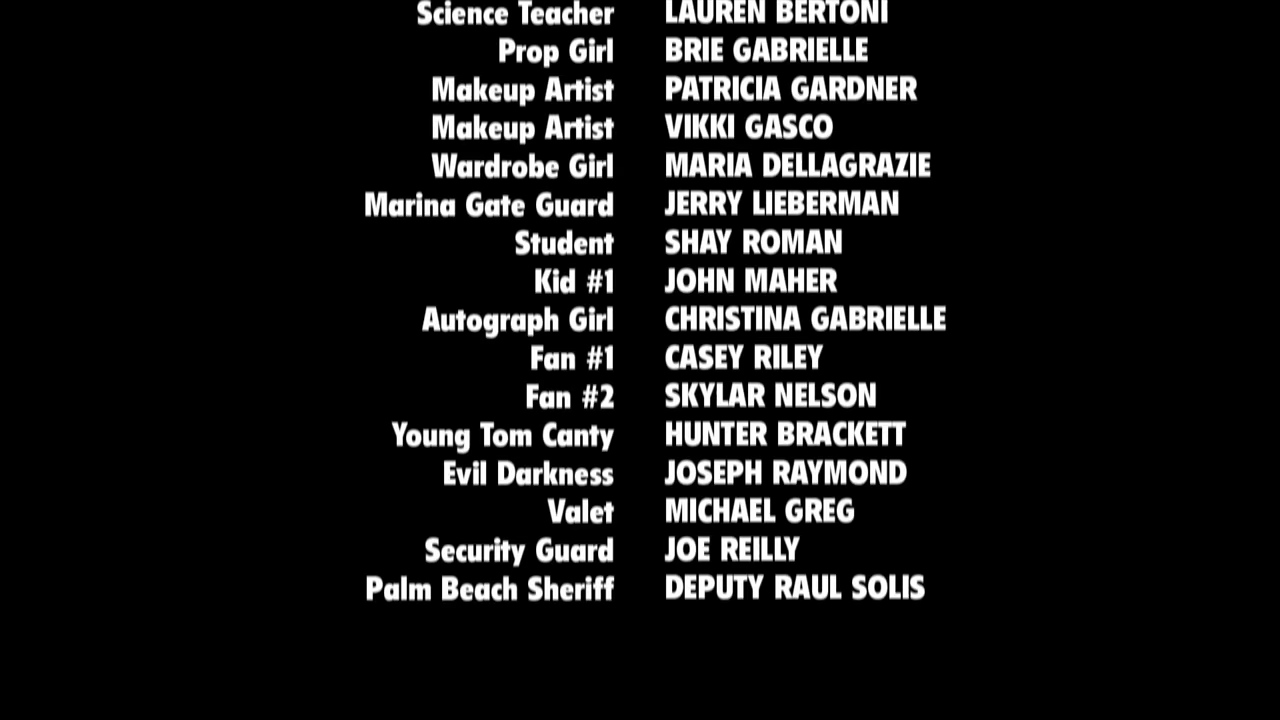 Science Teacher LAUREN BERTONI
Prop Girl BRIE GABRIELLE
Makeup Artist PATRICIA GARDNER
Makeup Artist VIKKI GASCO
Wardrobe Girl MARIA DELLAGRAZIE
Marina Gate Guard JERRY LIEBERMAN
Student SHAY ROMAN
Kid #1 JOHN MAHER
Autograph Girl CHRISTINA GABRIELLE
Fan #1 CASEY RILEY
Fan #2 SKYLAR NELSON
Young Tom Canty HUNTER BRACKETT
Evil Darkness JOSEPH RAYMOND
Valet MICHAEL GREG
Security Guard JOE REILLY
Palm Beach Sheriff DEPUTY RAUL SOLIS